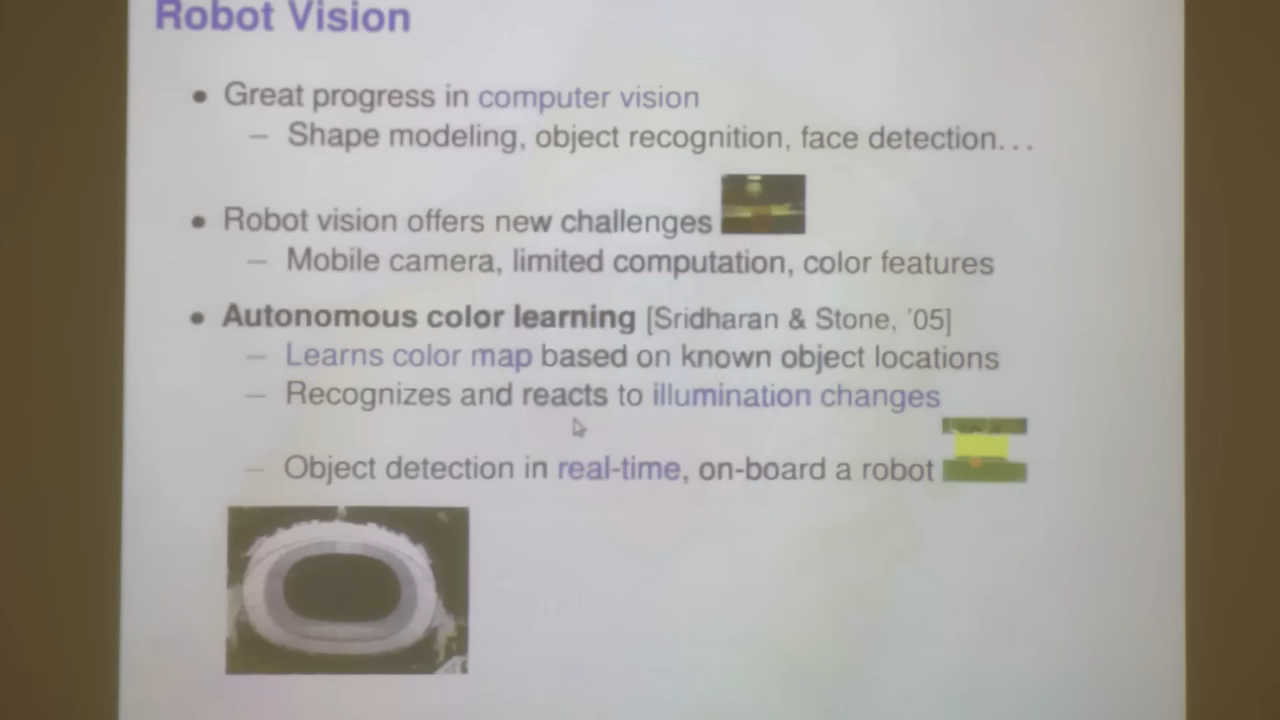 Robot Vision
• Great progress in computer vision
– Shape modeling, object recognition, face detection...
• Robot vision offers new challenges
– Mobile camera, limited computation, color features
• Autonomous color learning [Sridharan & Stone, '05]
– Learns color map based on known object locations
– Recognizes and reacts to illumination changes
– Object detection in real-time, on-board a robot